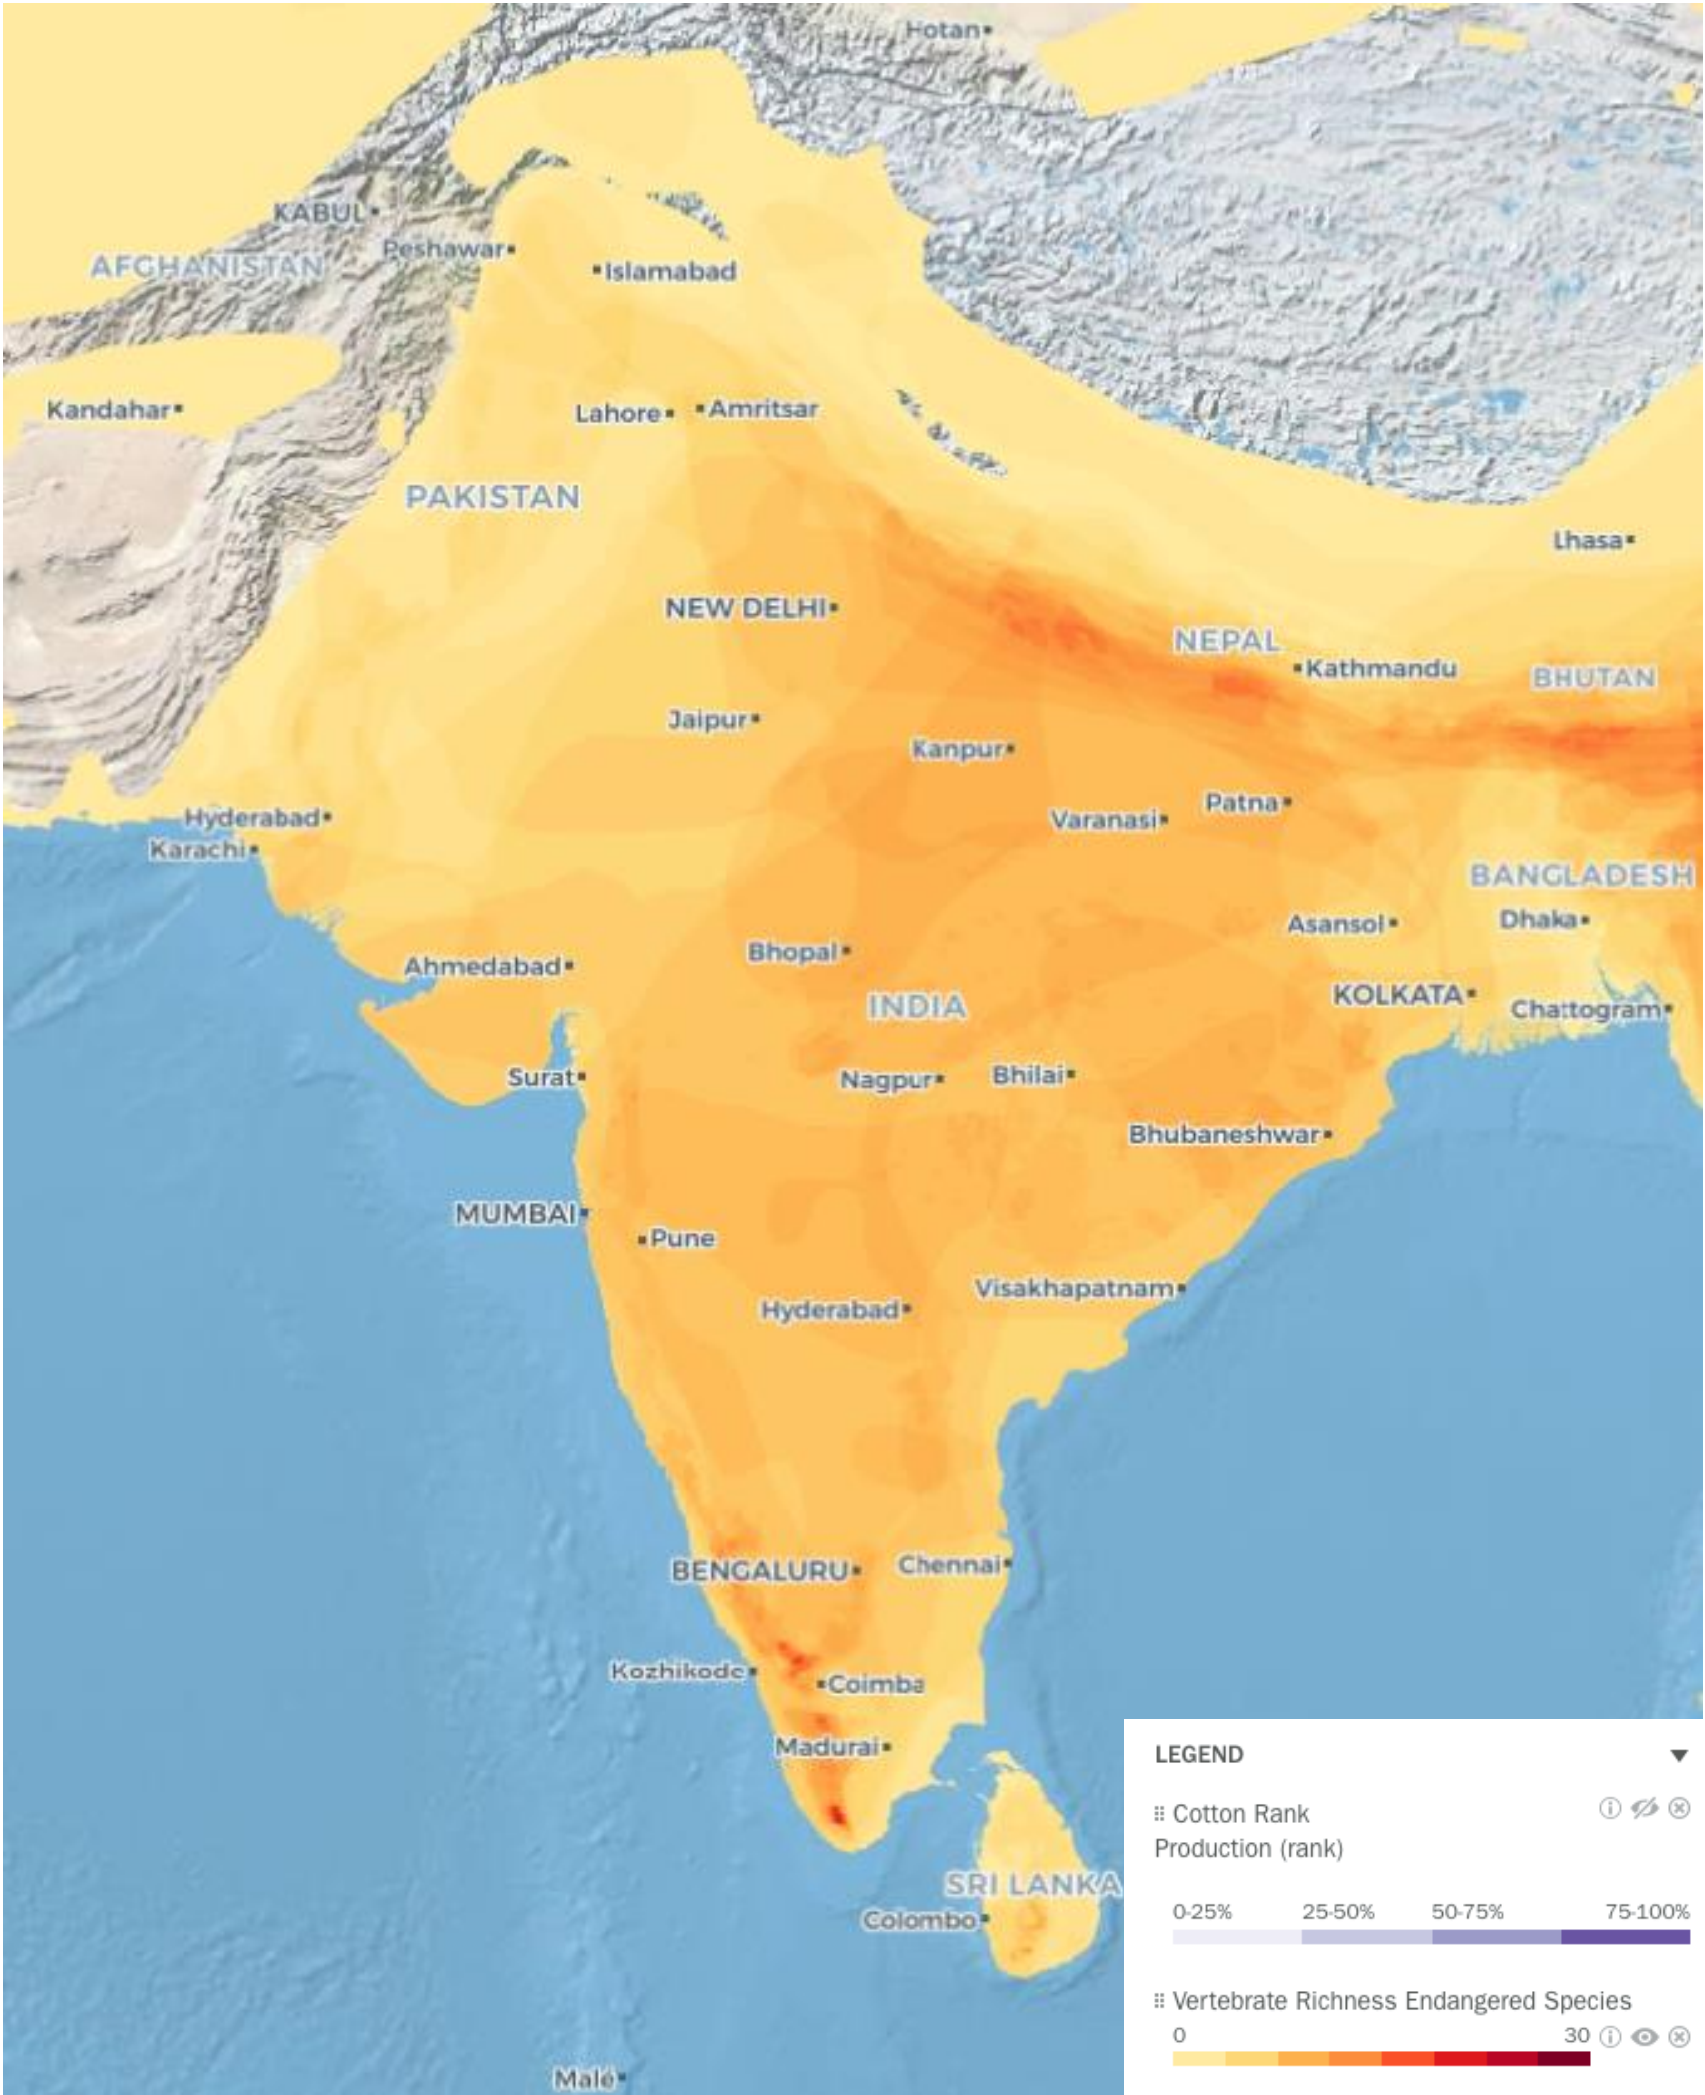 Hotan
KABUL
Peshawar
AFGHANISTAN
Islamabad
Kandahar
Lahore
Amritsar
PAKISTAN
Lhasa
NEW DELHI
NEPAL
Kathmandu
BHUTAN
Jaipur
Kanpur
Patna
Varanasi
Hyderabad
Karachi
BANGLADESH
Asansol
Dhaka
Ahmedabad
Bhopal
INDIA
KOLKATA
Chattogram
Surat
Nagpur
Bhilai
Bhubaneshwar
MUMBAI
Pune
Visakhapatnam
Hyderabad
BENGALURU
Chennai
Kozhikode
Coimba
Madurai
SRI LANKA
Colombo
Malé
LEGEND
Cotton Rank
Production (rank)
0-25% 25-50% 50-75% 75-100%
Vertebrate Richness Endangered Species
0 30